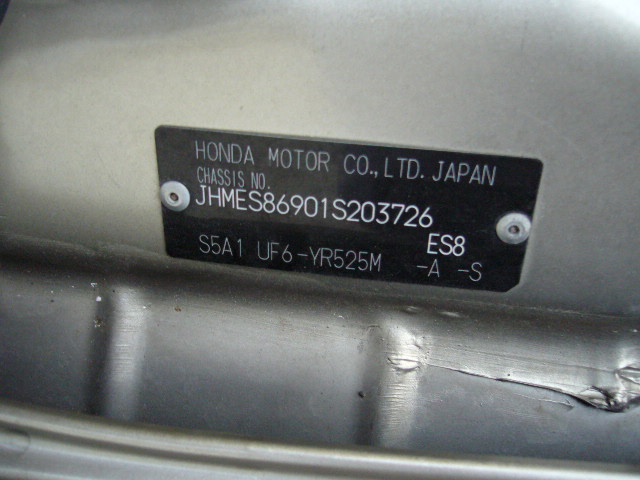 HONDA MOTOR CO.,LTD. JAPAN
CHASSIS NO.
JHMES86901S203726
ES8
S5A1 UF6-YR525M -A -S